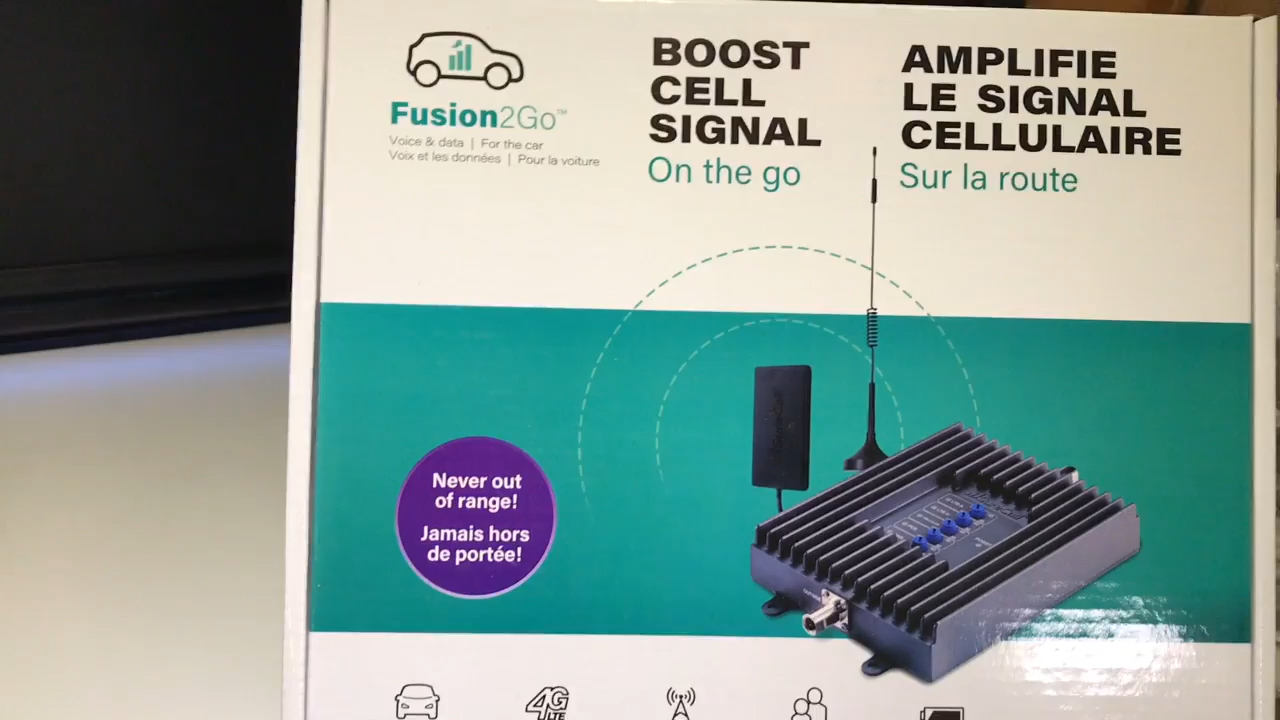 Fusion2Go™
Voice & data | For the car
Voix et les données | Pour la voiture
BOOST
CELL
SIGNAL
On the go
AMPLIFIE
LE SIGNAL
CELLULAIRE
Sur la route
Never out
of range!
Jamais hors
de portée!
4G
LTE